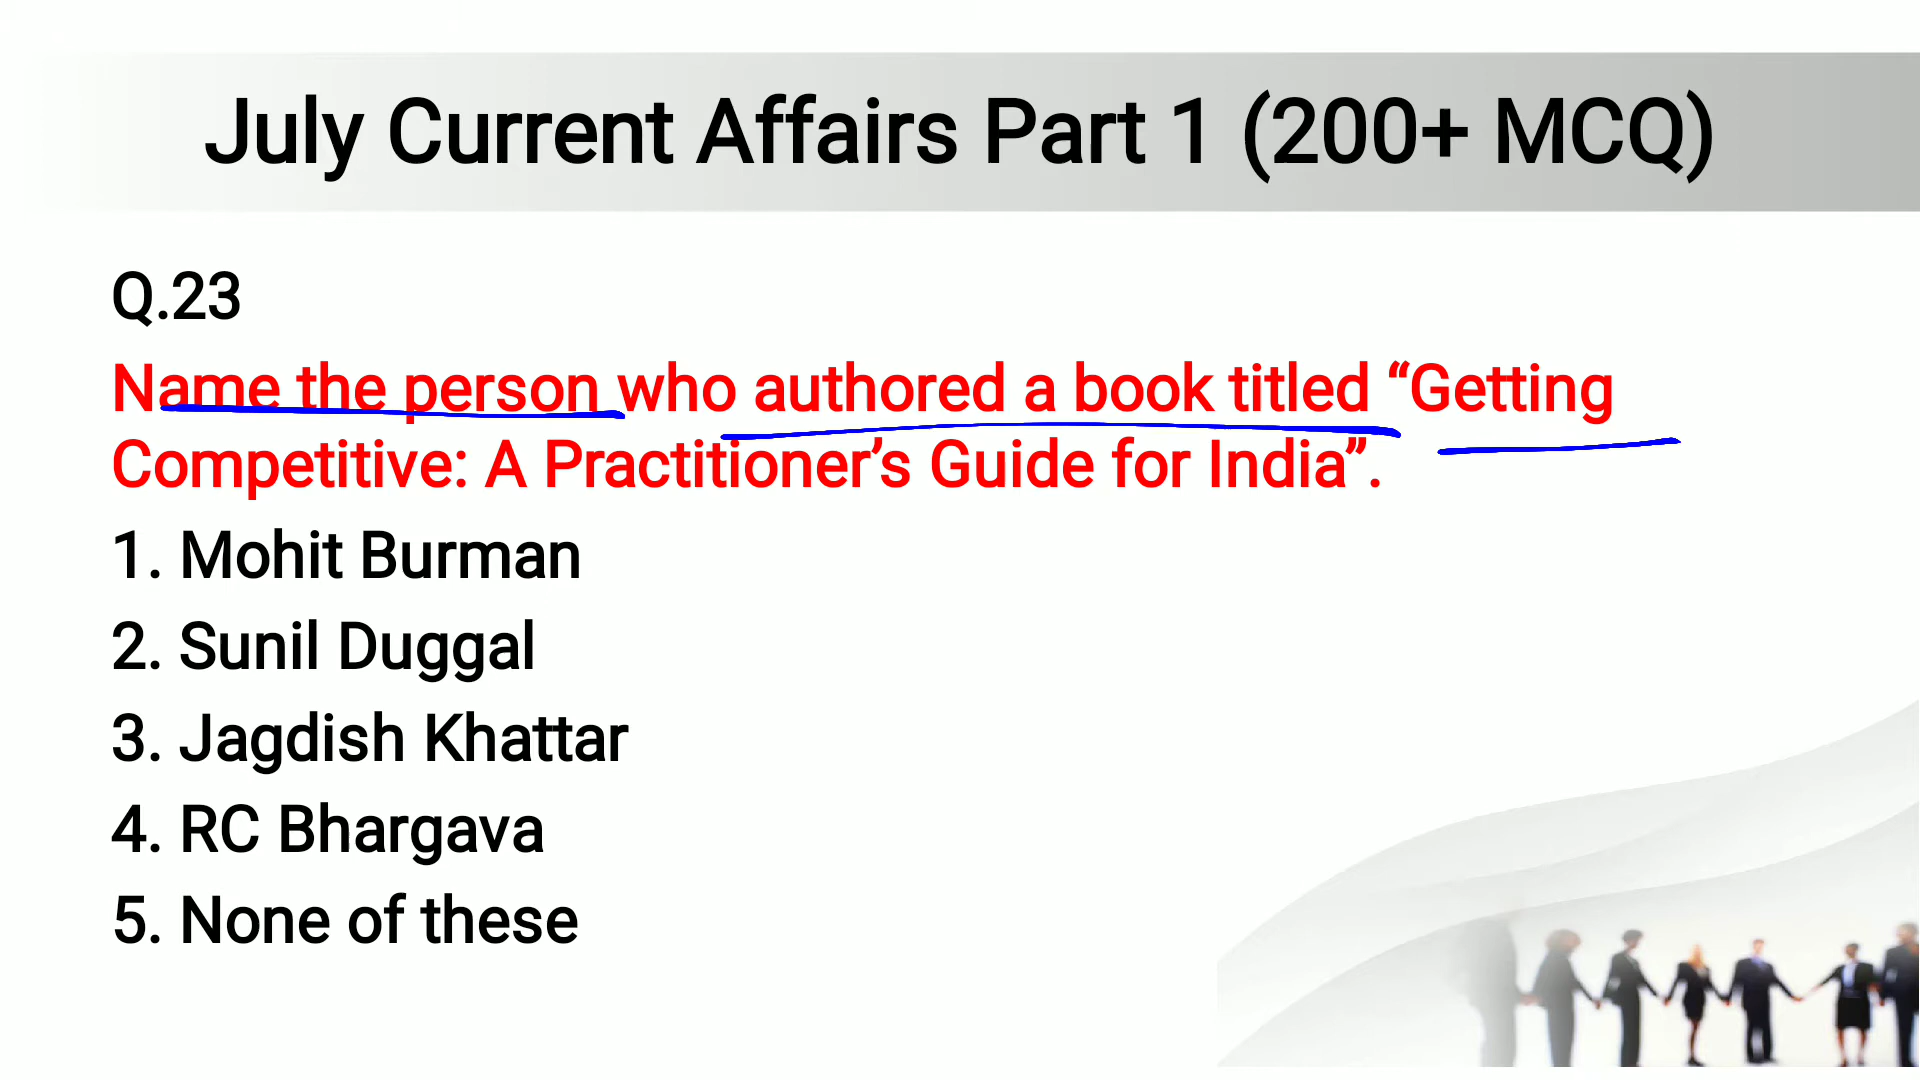 July Current Affairs Part 1 (200+ MCQ)
Q.23
Name the person who authored a book titled “Getting
Competitive: A Practitioner’s Guide for India”.
1. Mohit Burman
2. Sunil Duggal
3. Jagdish Khattar
4. RC Bhargava
5. None of these